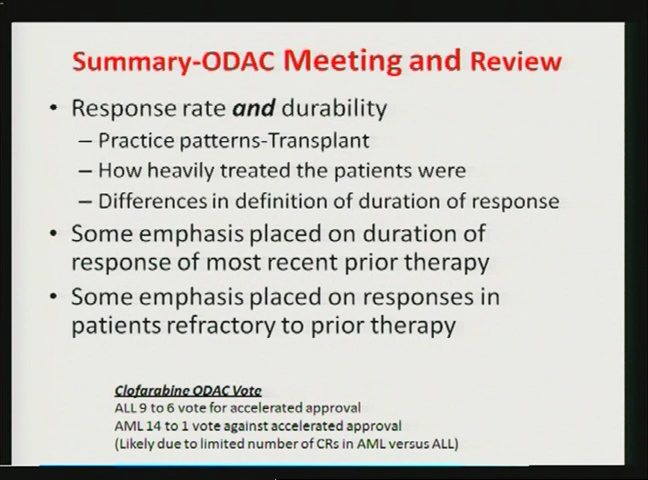 Summary-ODAC Meeting and Review
• Response rate and durability
– Practice patterns-Transplant
– How heavily treated the patients were
– Differences in definition of duration of response
• Some emphasis placed on duration of
response of most recent prior therapy
• Some emphasis placed on responses in
patients refractory to prior therapy
Clofarabine ODAC Vote
ALL 9 to 6 vote for accelerated approval
AML 14 to 1 vote against accelerated approval
(Likely due to limited number of CRs in AML versus ALL)